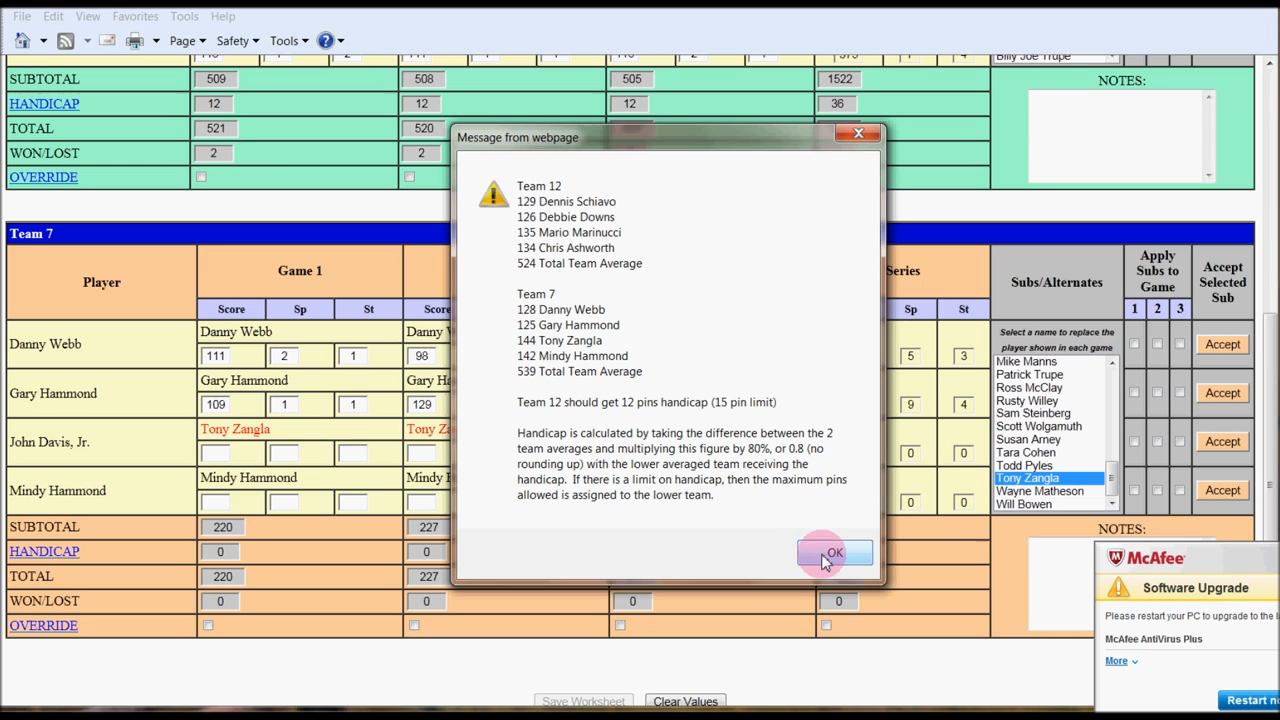 File Edit View Favorites Tools Help
Page Safety Tools
Billy Joe Trupe
SUBTOTAL 509 508 505 1522 NOTES:
HANDICAP 12 12 12 36
TOTAL 521 520
WON/LOST 2 2
OVERRIDE
Message from webpage
Team 12
129 Dennis Schiavo
126 Debbie Downs
135 Mario Marinucci
134 Chris Ashworth
524 Total Team Average
Team 7
128 Danny Webb
125 Gary Hammond
144 Tony Zangla
142 Mindy Hammond
539 Total Team Average
Team 12 should get 12 pins handicap (15 pin limit)
Handicap is calculated by taking the difference between the 2
team averages and multiplying this figure by 80%, or 0.8 (no
rounding up) with the lower averaged team receiving the
handicap. If there is a limit on handicap, then the maximum pins
allowed is assigned to the lower team.
OK
Team 7
Player Game 1 Series Subs/Alternates Apply Subs to Game Accept Selected Sub
Score Sp St Score Sp St 1 2 3
Danny Webb Danny Webb Danny
111 2 1 98 5 3
Gary Hammond Gary Hammond Gary
109 1 1 129 9 4
John Davis, Jr. Tony Zangla Tony
0 0
Mindy Hammond Mindy Hammond Mindy
0 0
Select a name to replace the
player shown in each game
Mike Manns
Patrick Trupe
Ross McClay
Rusty Willey
Sam Steinberg
Scott Wolgamuth
Susan Arney
Tara Cohen
Todd Pyles
Tony Zangla
Wayne Matheson
Will Bowen
Accept
Accept
Accept
Accept
SUBTOTAL 220 227 NOTES:
HANDICAP 0 0
TOTAL 220 227
WON/LOST 0 0 0 0
OVERRIDE
McAfee
Software Upgrade
Please restart your PC to upgrade to the
McAfee AntiVirus Plus
More
Restart
Save Worksheet Clear Values